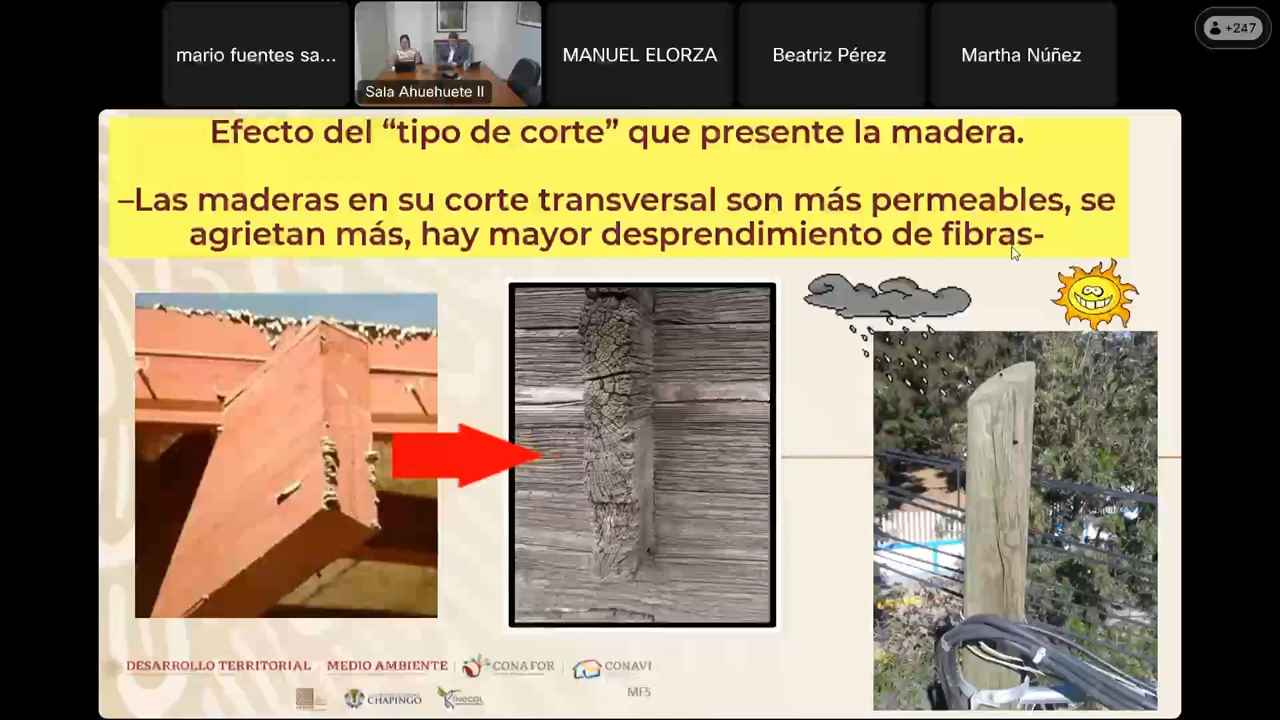 mario fuentes sa...
Sala Ahuehuete II
MANUEL ELORZA
Beatriz Pérez
Martha Núñez
+247
Efecto del “tipo de corte” que presente la madera.
–Las maderas en su corte transversal son más permeables, se
agrietan más, hay mayor desprendimiento de fibras-
DESARROLLO TERRITORIAL
MEDIO AMBIENTE
CONAFOR
CONAVI
CHAPINGO
MFS